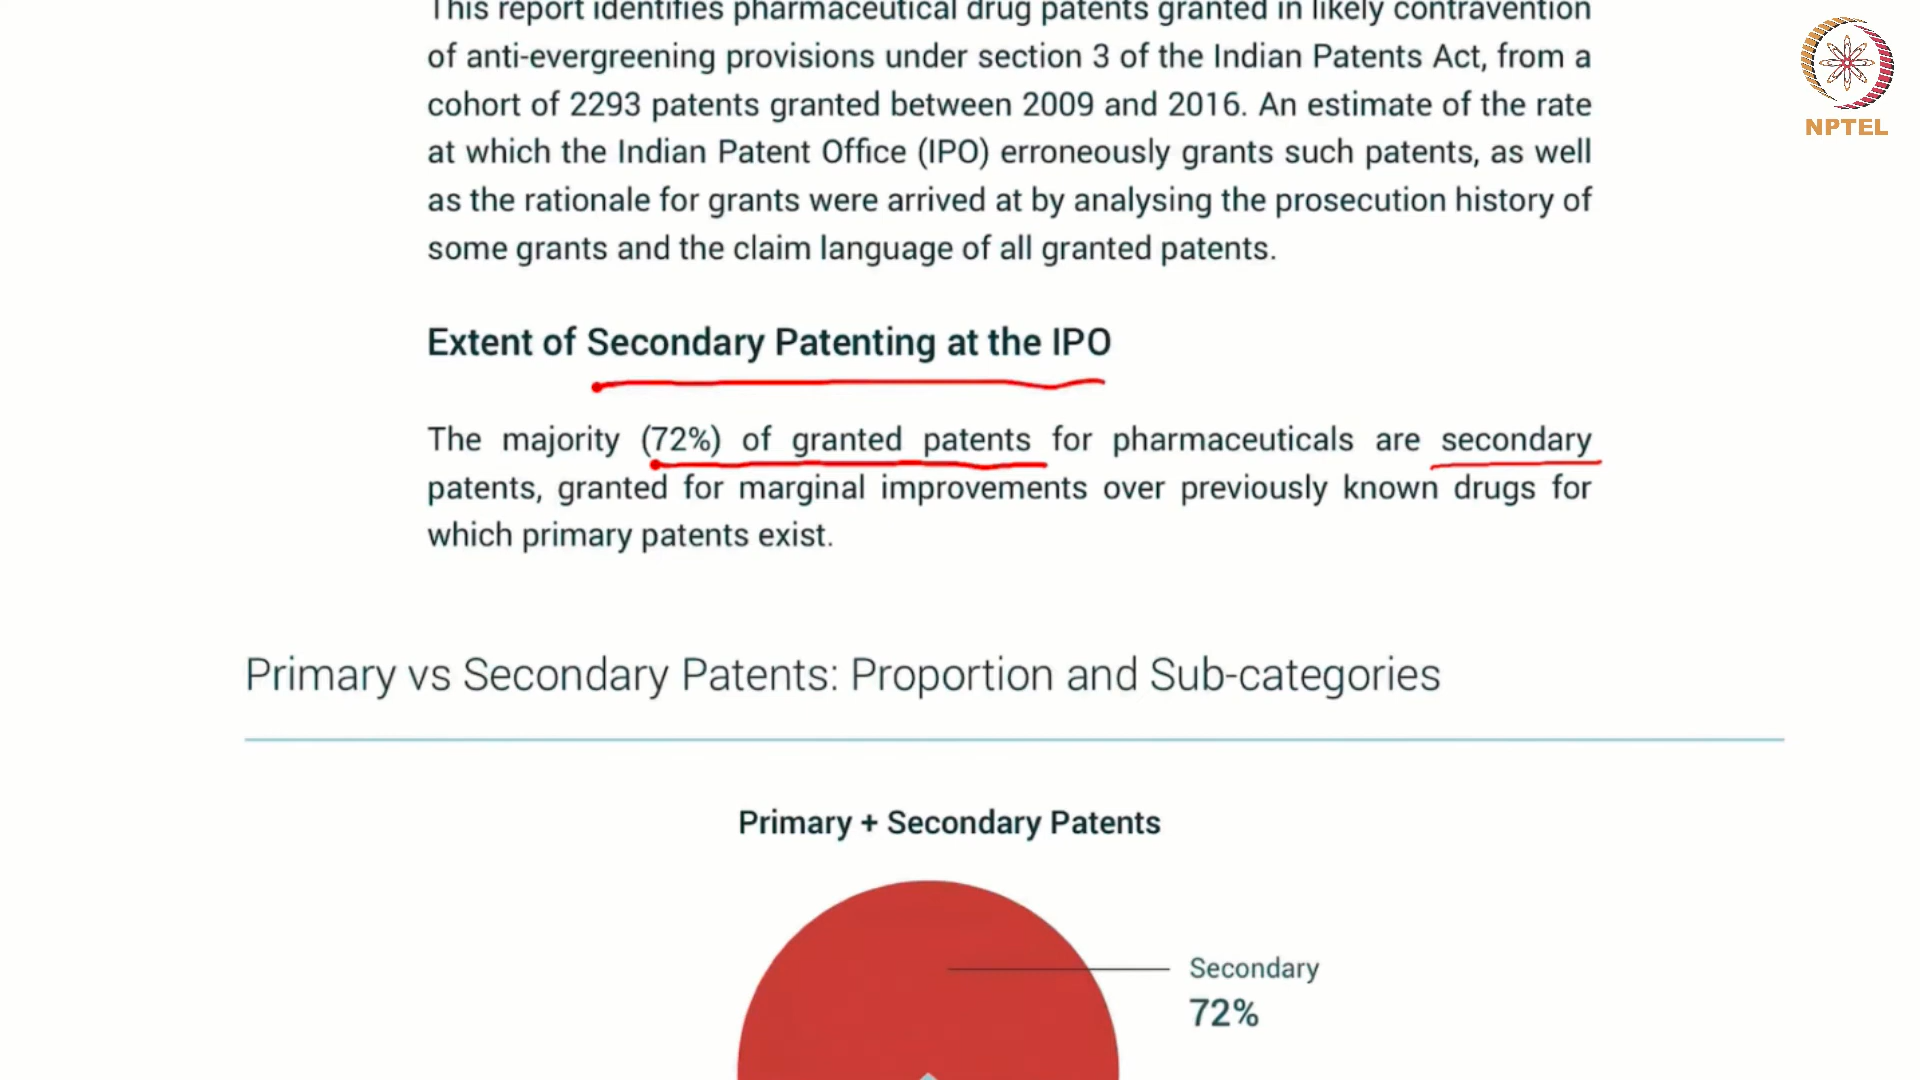 This report identifies pharmaceutical drug patents granted in likely contravention
of anti-evergreening provisions under section 3 of the Indian Patents Act, from a
cohort of 2293 patents granted between 2009 and 2016. An estimate of the rate
at which the Indian Patent Office (IPO) erroneously grants such patents, as well
as the rationale for grants were arrived at by analysing the prosecution history of
some grants and the claim language of all granted patents.
Extent of Secondary Patenting at the IPO
The majority (72%) of granted patents for pharmaceuticals are secondary
patents, granted for marginal improvements over previously known drugs for
which primary patents exist.
Primary vs Secondary Patents: Proportion and Sub-categories
Primary + Secondary Patents
Secondary
72%
NPTEL